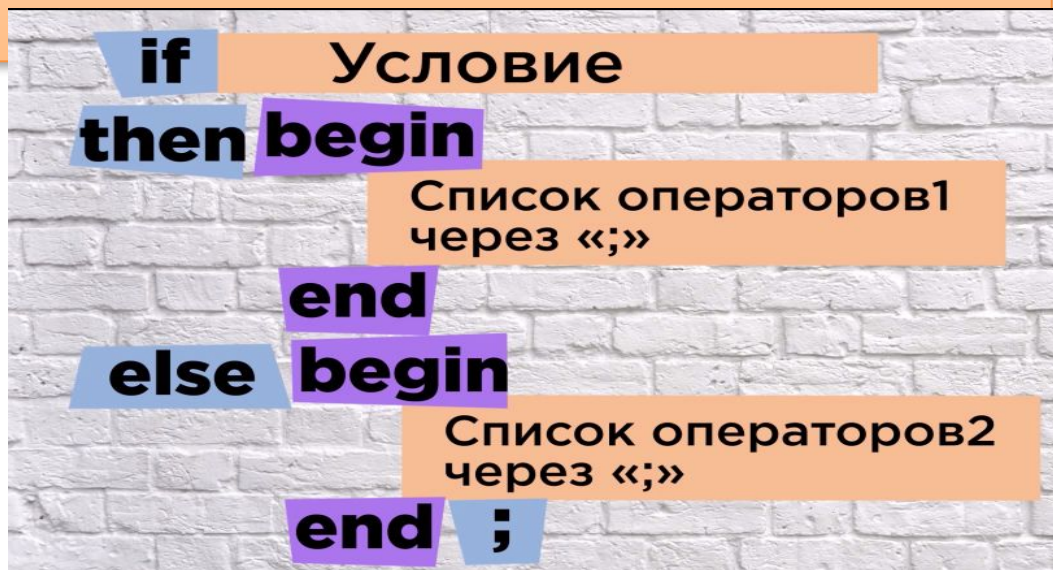 if Условие
then begin
Список операторов1
через «;»
end
else begin
Список операторов2
через «;»
end ;